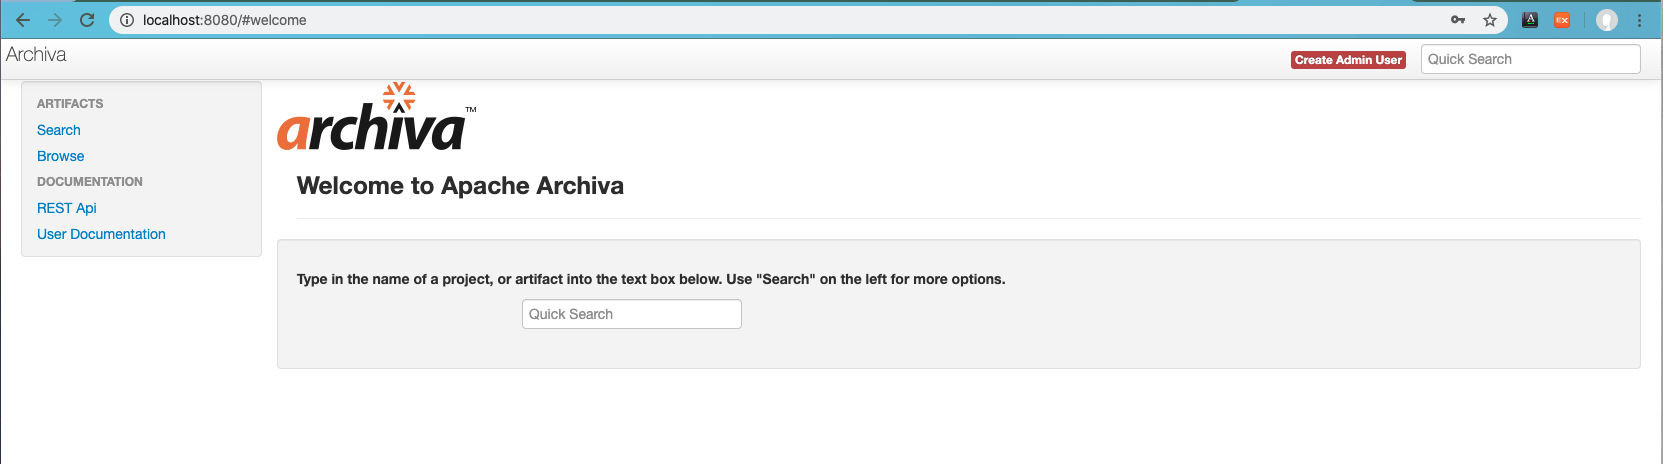 localhost:8080/#welcome
A EX
Archiva
Create Admin User
Quick Search
ARTIFACTS
Search
Browse
DOCUMENTATION
REST Api
User Documentation
archiva™
Welcome to Apache Archiva
Type in the name of a project, or artifact into the text box below. Use "Search" on the left for more options.
Quick Search